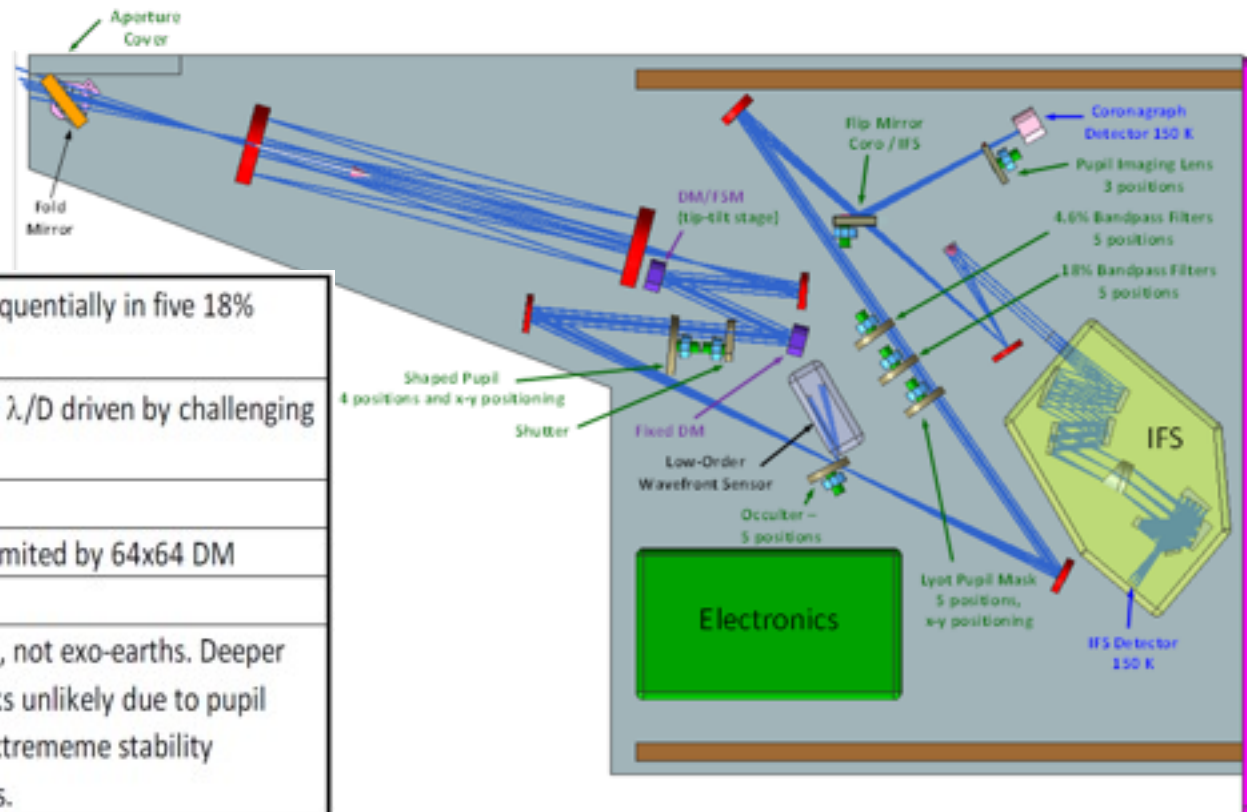 Aperture
Cover
Fold
Mirror
DM/FSM
(tip-tilt stage)
Flip Mirror
Coro / IFS
Coronagraph
Detector 150 K
Pupil Imaging Lens
3 positions
4.6% Bandpass Filters
5 positions
18% Bandpass Filters
5 positions
Shaped Pupil
4 positions and x-y positioning
Shutter
Fixed DM
Low-Order
Wavefront Sensor
Occulter –
5 positions
Electronics
Lyot Pupil Mask
5 positions,
x-y positioning
IFS
IFS Detector
150 K
quentially in five 18%
λ/D driven by challenging
mited by 64x64 DM
, not exo-earths. Deeper
ks unlikely due to pupil
xtrememe stability
s.